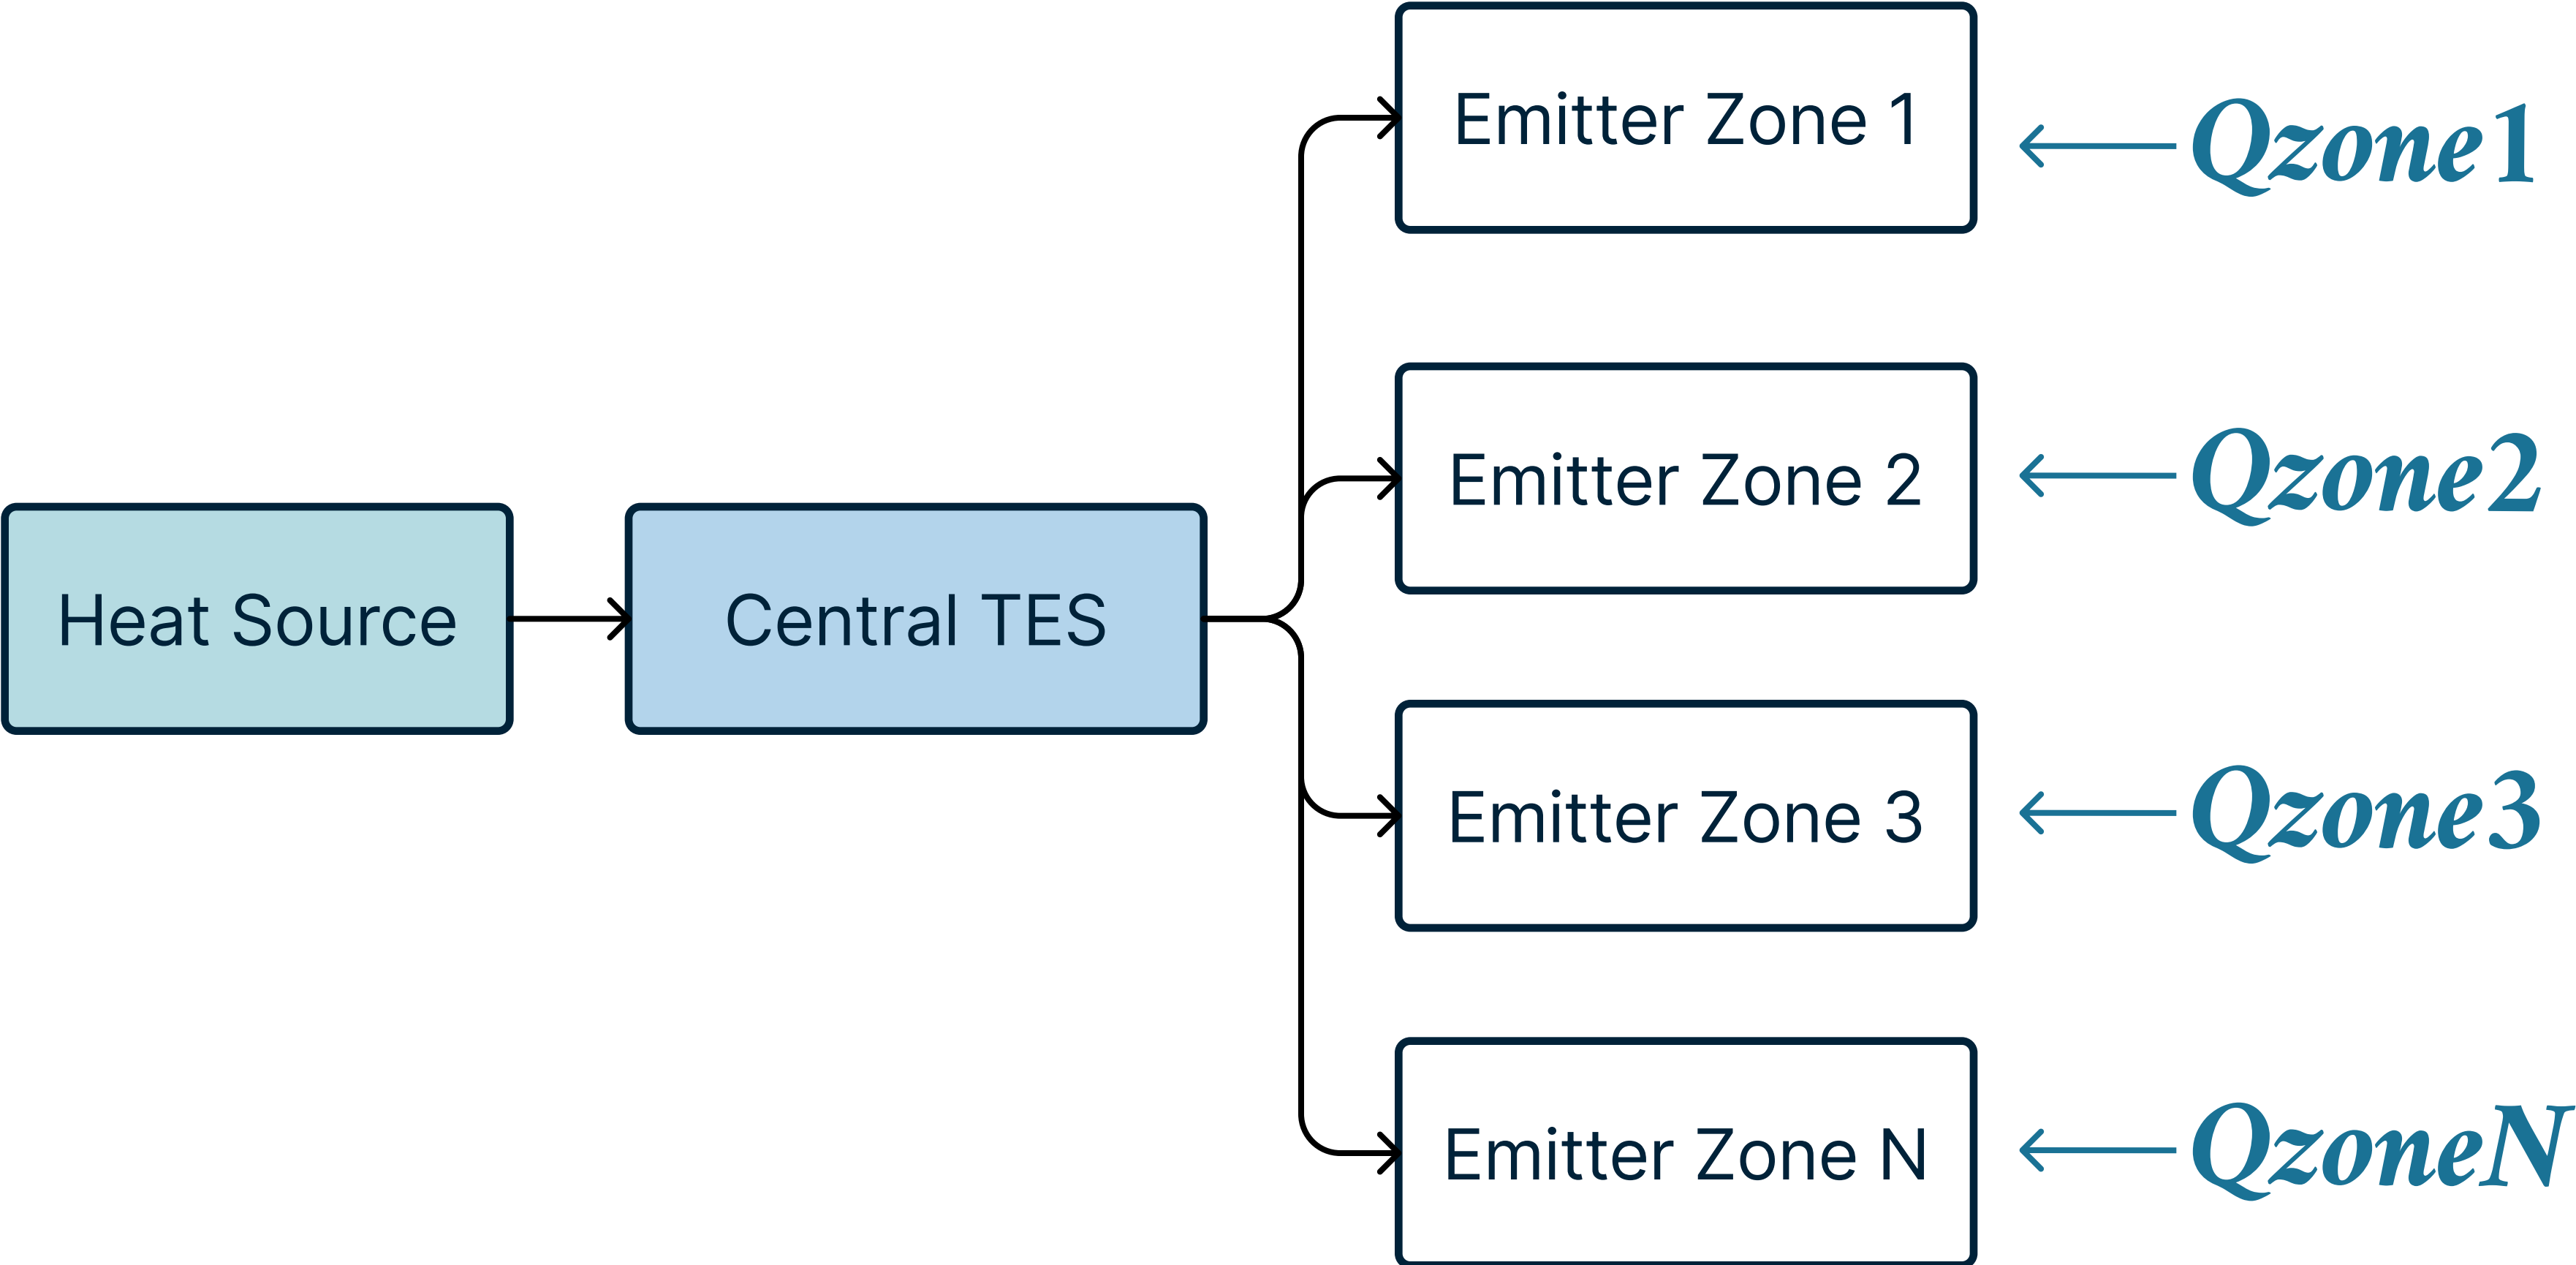 Emitter Zone 1
Qzone1
Emitter Zone 2
Qzone2
Heat Source
Central TES
Emitter Zone 3
Qzone3
Emitter Zone N
QzoneN